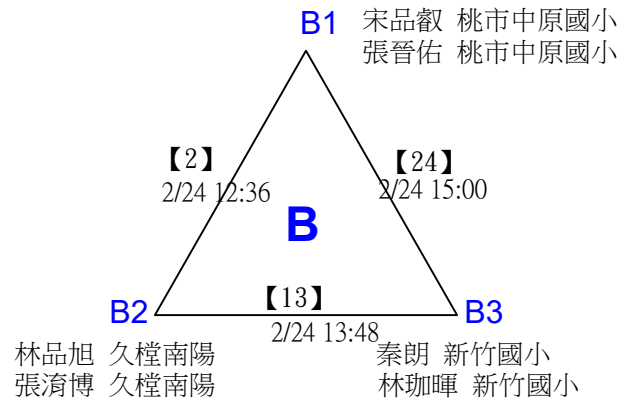 B1 宋品叡 桃市中原國小
張晉佑 桃市中原國小
【2】 【24】
2/24 12:36 2/24 15:00
B
B2 【13】 B3
2/24 13:48
林品旭 久樘南陽 秦朗 新竹國小
張淯博 久樘南陽 林珈暉 新竹國小